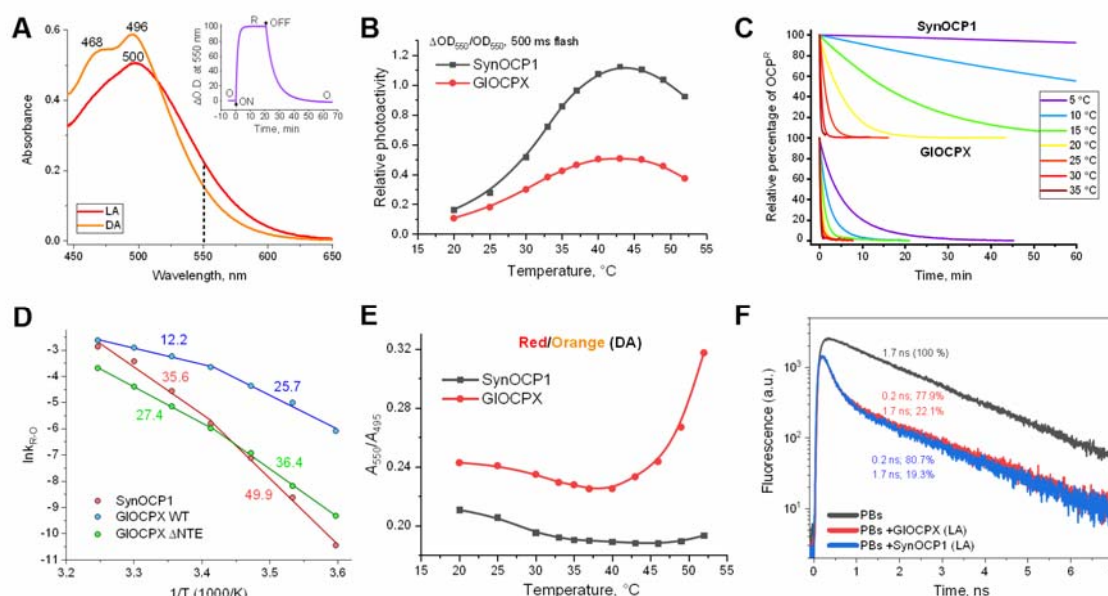 A
0.6
0.4
0.2
0.0
Absorbance
468
496
500
LA
DA
450
500
550
600
650
Wavelength, nm
ΔO.D. at 550 nm
100
80
60
40
20
0
R
OFF
O
ON
O
-10 0 10 20 30 40 50 60 70
Time, min
B
ΔOD550/OD550, 500 ms flash
SynOCP1
GlOCPX
Relative photoactivity
1.4
1.2
1.0
0.8
0.6
0.4
0.2
0.0
15 20 25 30 35 40 45 50 55
Temperature, °C
C
SynOCP1
Relative percentage of OCPR
100
80
60
40
20
100
GlOCPX
80
60
40
20
0
5 °C
10 °C
15 °C
20 °C
25 °C
30 °C
35 °C
0 10 20 30 40 50 60
Time, min
D
lnkR-O
-2
-3
-4
-5
-6
-7
-8
-9
-10
-11
12.2
35.6
25.7
27.4
36.4
49.9
SynOCP1
GlOCPX WT
GlOCPX ΔNTE
3.2 3.3 3.4 3.5 3.6
1/T (1000/K)
E
Red/Orange (DA)
SynOCP1
GlOCPX
A550/A495
0.32
0.28
0.24
0.20
15 20 25 30 35 40 45 50 55
Temperature, °C
F
Fluorescence (a.u.)
10³
10²
10¹
1.7 ns (100 %)
0.2 ns; 77.9%
1.7 ns; 22.1%
0.2 ns; 80.7%
1.7 ns; 19.3%
PBs
PBs +GlOCPX (LA)
PBs +SynOCP1 (LA)
0 2 4 6
Time, ns